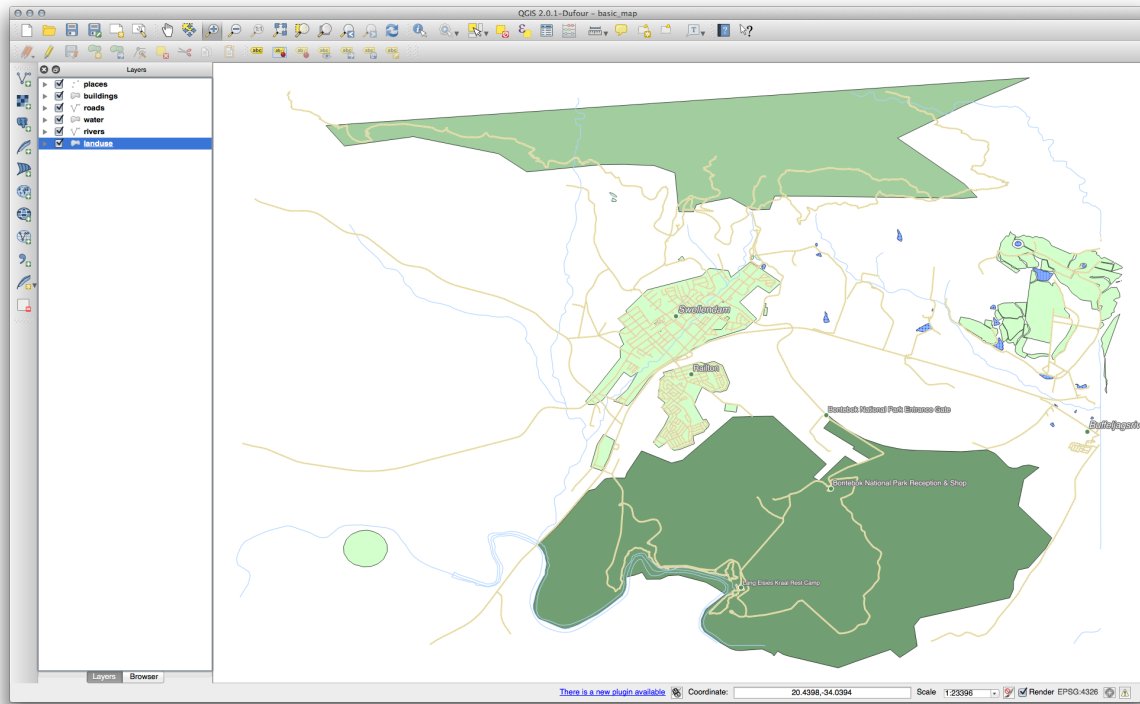 QGIS 2.0.1-Dufour - basic_map
Layers
places
buildings
roads
water
rivers
landuse
Swellendam
Railton
Bontebok National Park Entrance Gate
Bontebok National Park Reception & Shop
Lang Elsies Kraal Rest Camp
Layers
Browser
There is a new plugin available
Coordinate:
20.4398,-34.0394
Scale
1:23396
Render
EPSG:4326